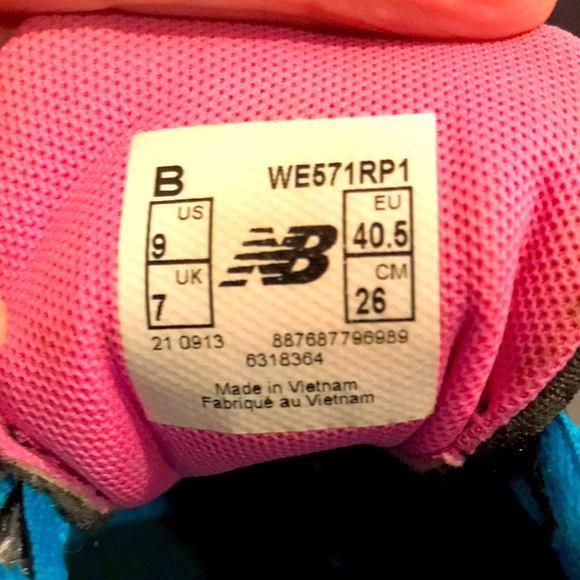 B WE571RP1
US EU
9 40.5
UK CM
7 26
NB
21 0913 887687796989
6318364
Made in Vietnam
Fabriqué au Vietnam